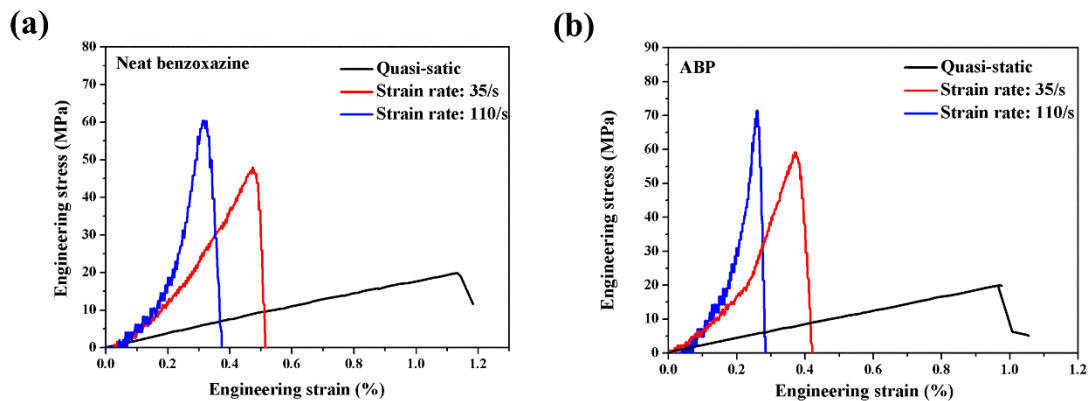 (a)
Neat benzoxazine
Quasi-satic
Strain rate: 35/s
Strain rate: 110/s
Engineering stress (MPa)
80
70
60
50
40
30
20
10
0
0.0 0.2 0.4 0.6 0.8 1.0 1.2
Engineering strain (%)
(b)
ABP
Quasi-static
Strain rate: 35/s
Strain rate: 110/s
Engineering stress (MPa)
90
80
70
60
50
40
30
20
10
0
0.0 0.2 0.4 0.6 0.8 1.0 1.2
Engineering strain (%)